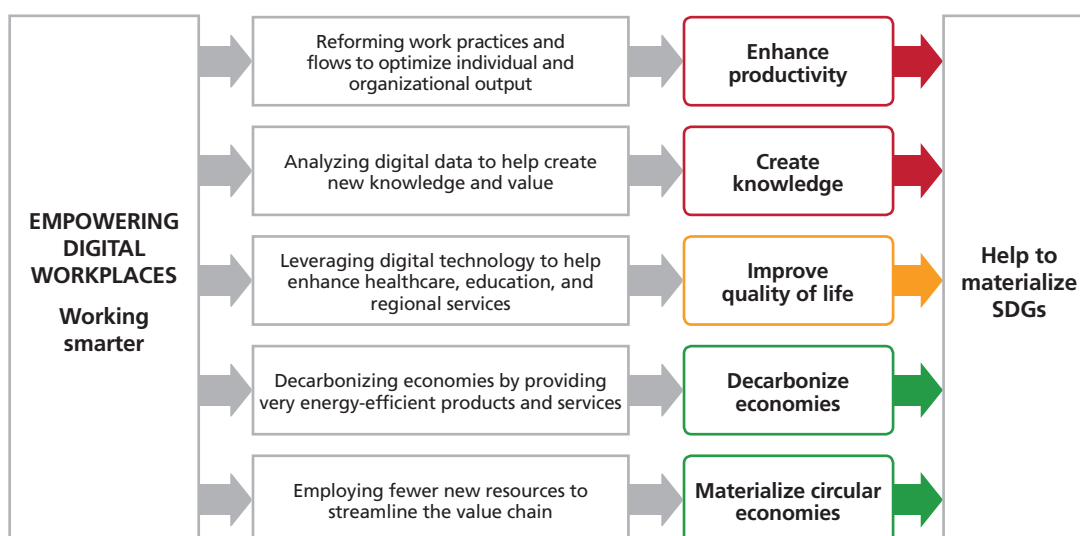 EMPOWERING
DIGITAL
WORKPLACES
Working
smarter
Reforming work practices and
flows to optimize individual and
organizational output
Enhance
productivity
Analyzing digital data to help create
new knowledge and value
Create
knowledge
Leveraging digital technology to help
enhance healthcare, education, and
regional services
Improve
quality of life
Decarbonizing economies by providing
very energy-efficient products and services
Decarbonize
economies
Employing fewer new resources to
streamline the value chain
Materialize circular
economies
Help to
materialize
SDGs